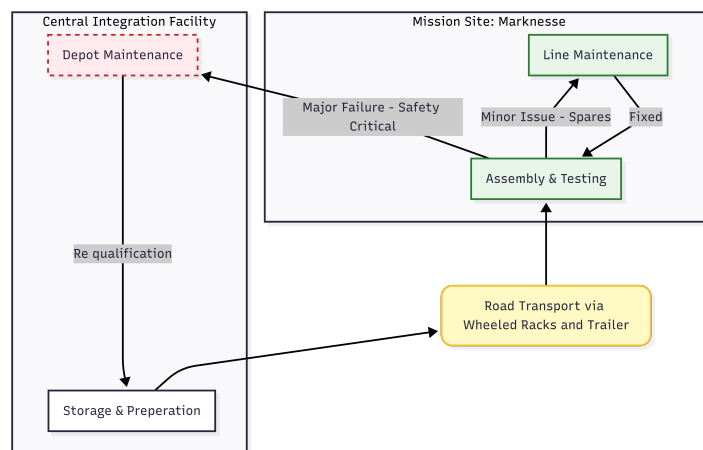 Central Integration Facility
Mission Site: Marknesse
Depot Maintenance
Line Maintenance
Major Failure - Safety
Critical
Minor Issue - Spares
Fixed
Assembly & Testing
Re qualification
Road Transport via
Wheeled Racks and Trailer
Storage & Preperation